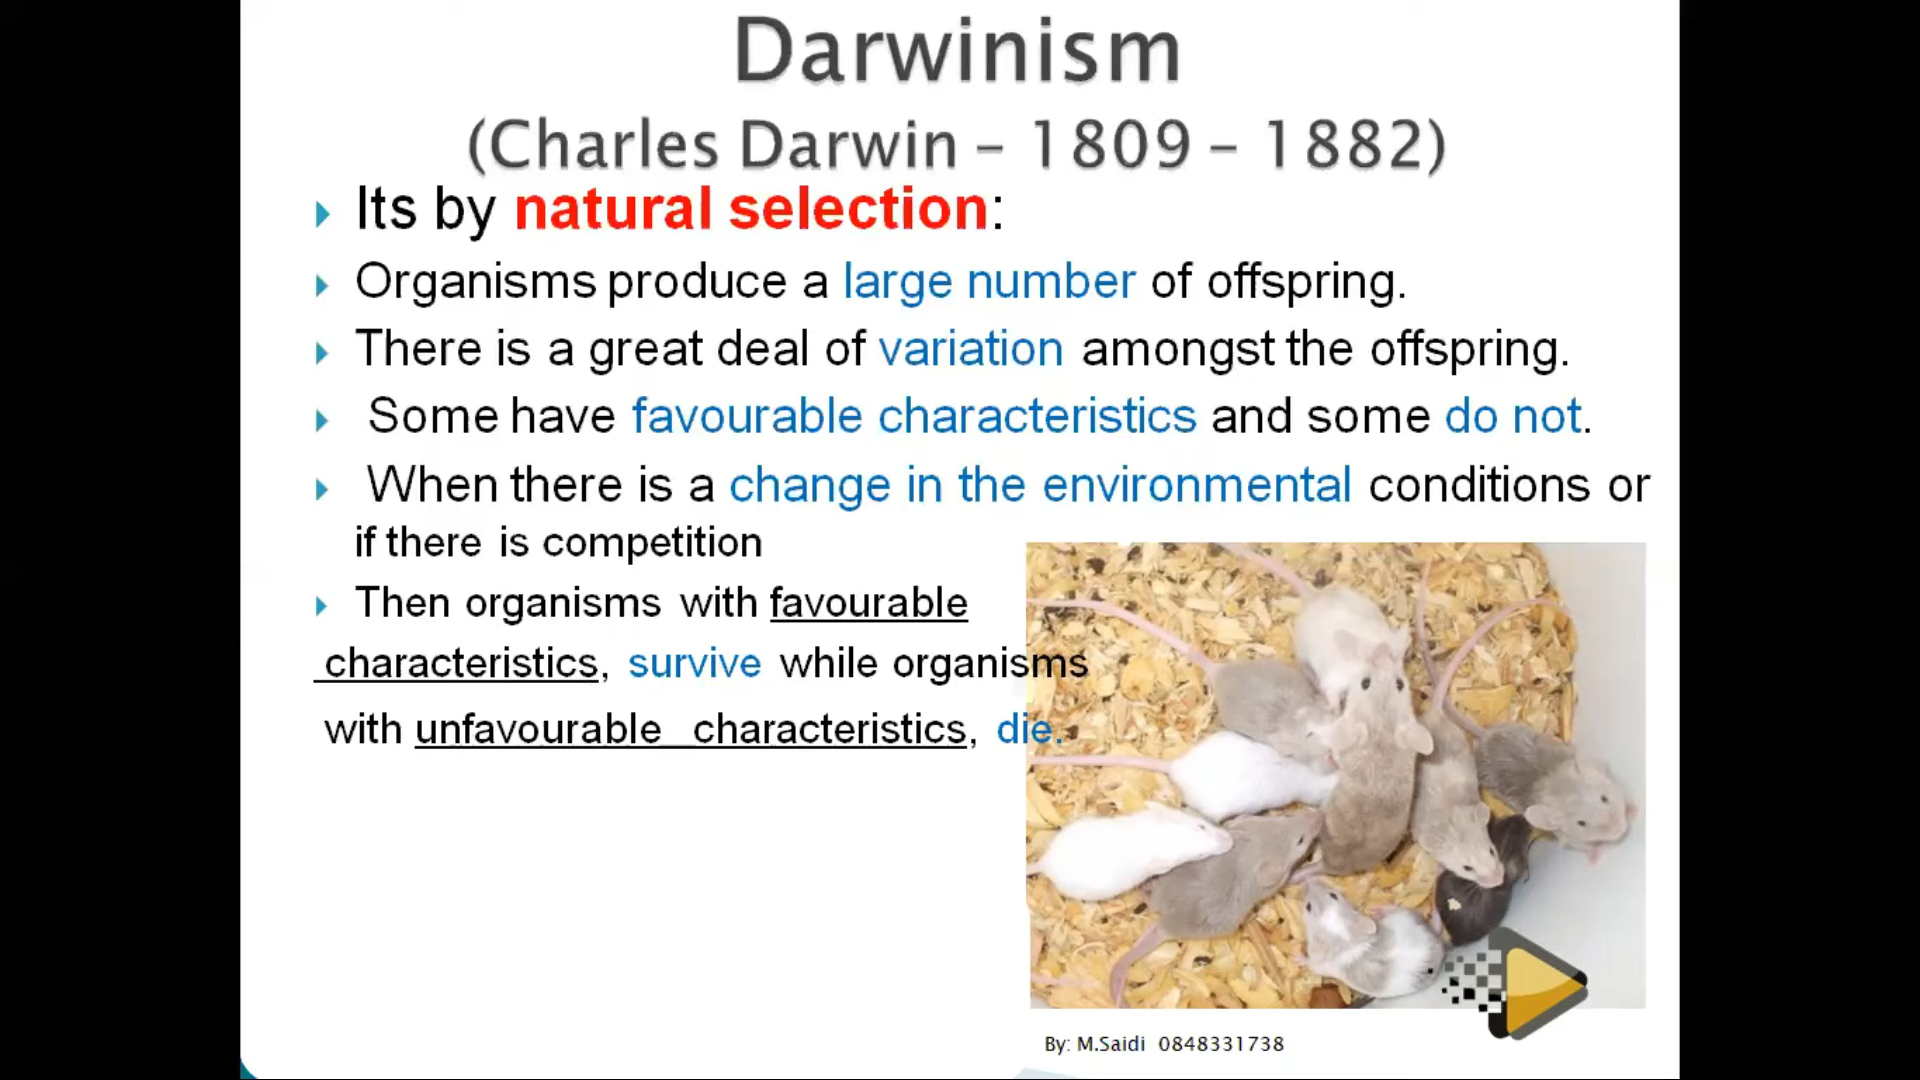 Darwinism
(Charles Darwin – 1809 – 1882)
Its by natural selection:
Organisms produce a large number of offspring.
There is a great deal of variation amongst the offspring.
Some have favourable characteristics and some do not.
When there is a change in the environmental conditions or
if there is competition
Then organisms with favourable
characteristics, survive while organisms
with unfavourable characteristics, die.
By: M.Saidi 0848331738